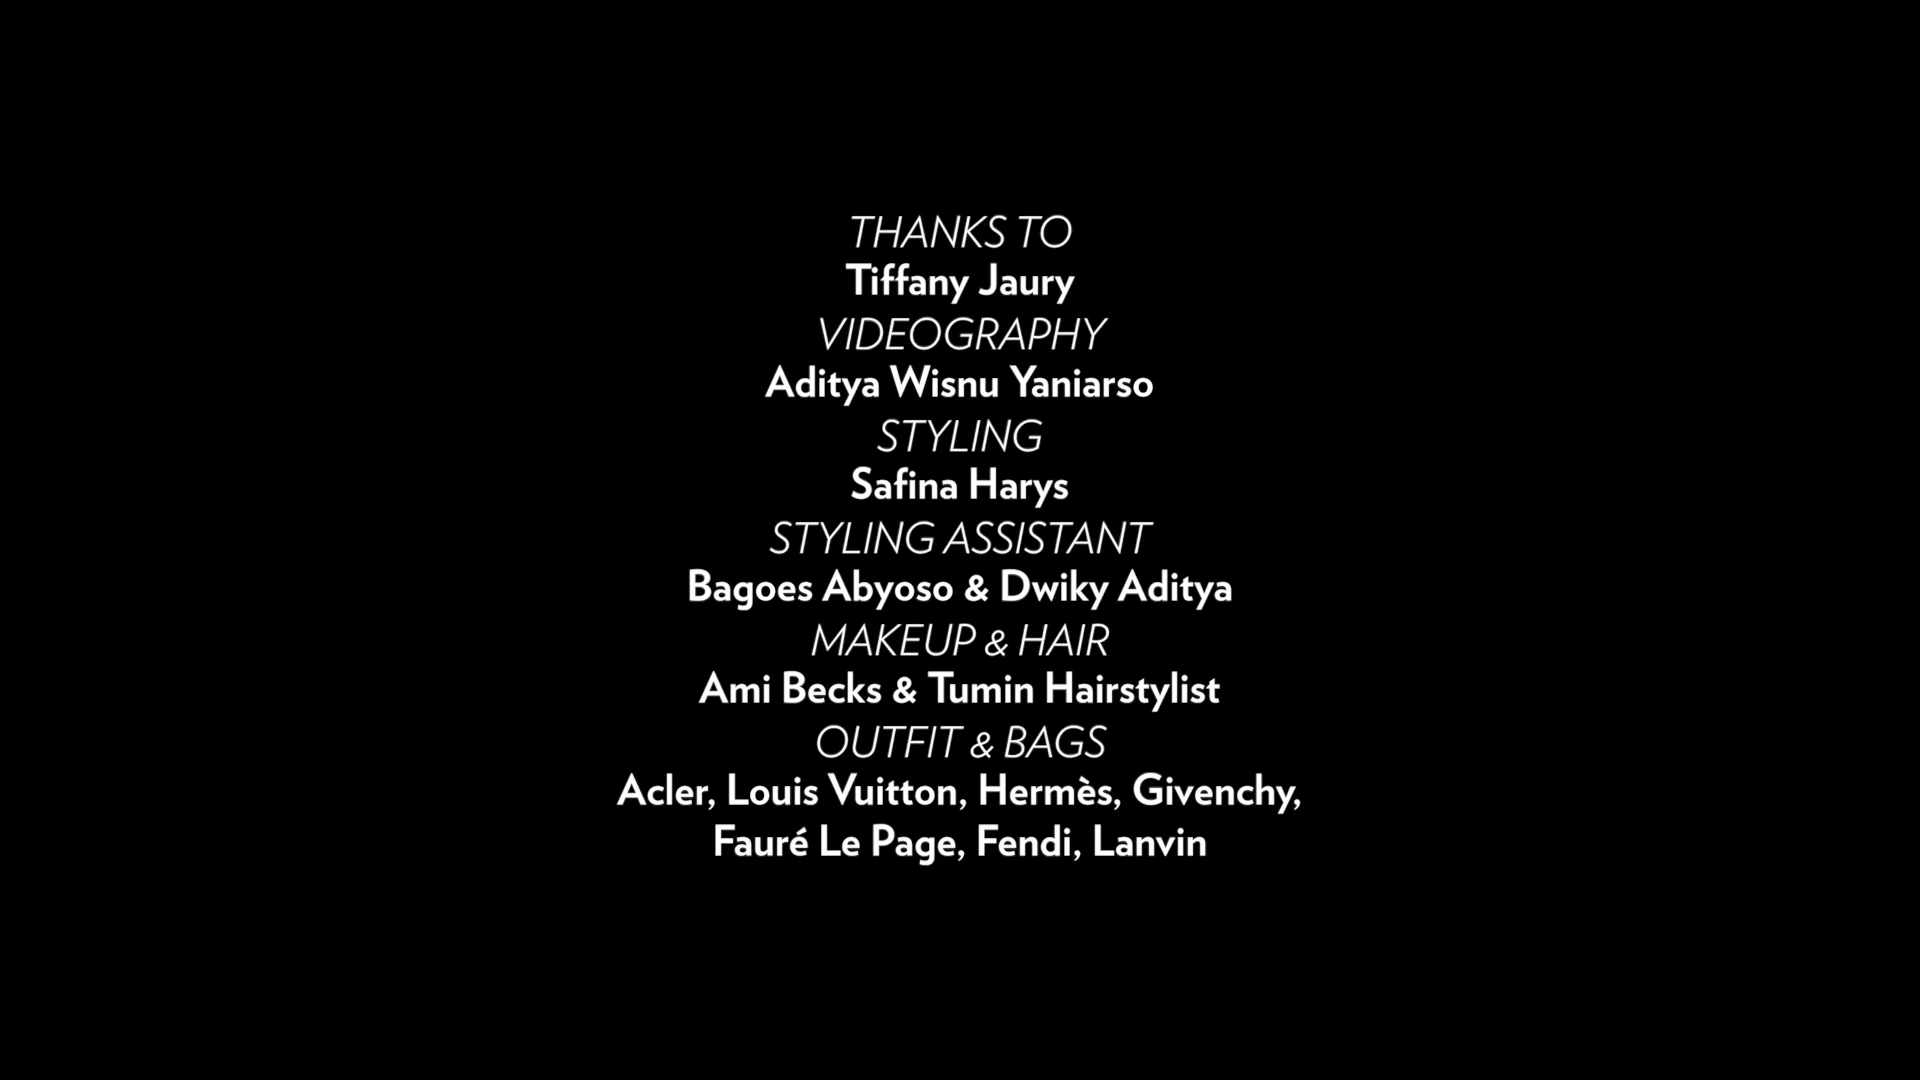 THANKS TO
Tiffany Jaury
VIDEOGRAPHY
Aditya Wisnu Yaniarso
STYLING
Safina Harys
STYLING ASSISTANT
Bagoes Abyoso & Dwiky Aditya
MAKEUP & HAIR
Ami Becks & Tumin Hairstylist
OUTFIT & BAGS
Acler, Louis Vuitton, Hermès, Givenchy,
Fauré Le Page, Fendi, Lanvin